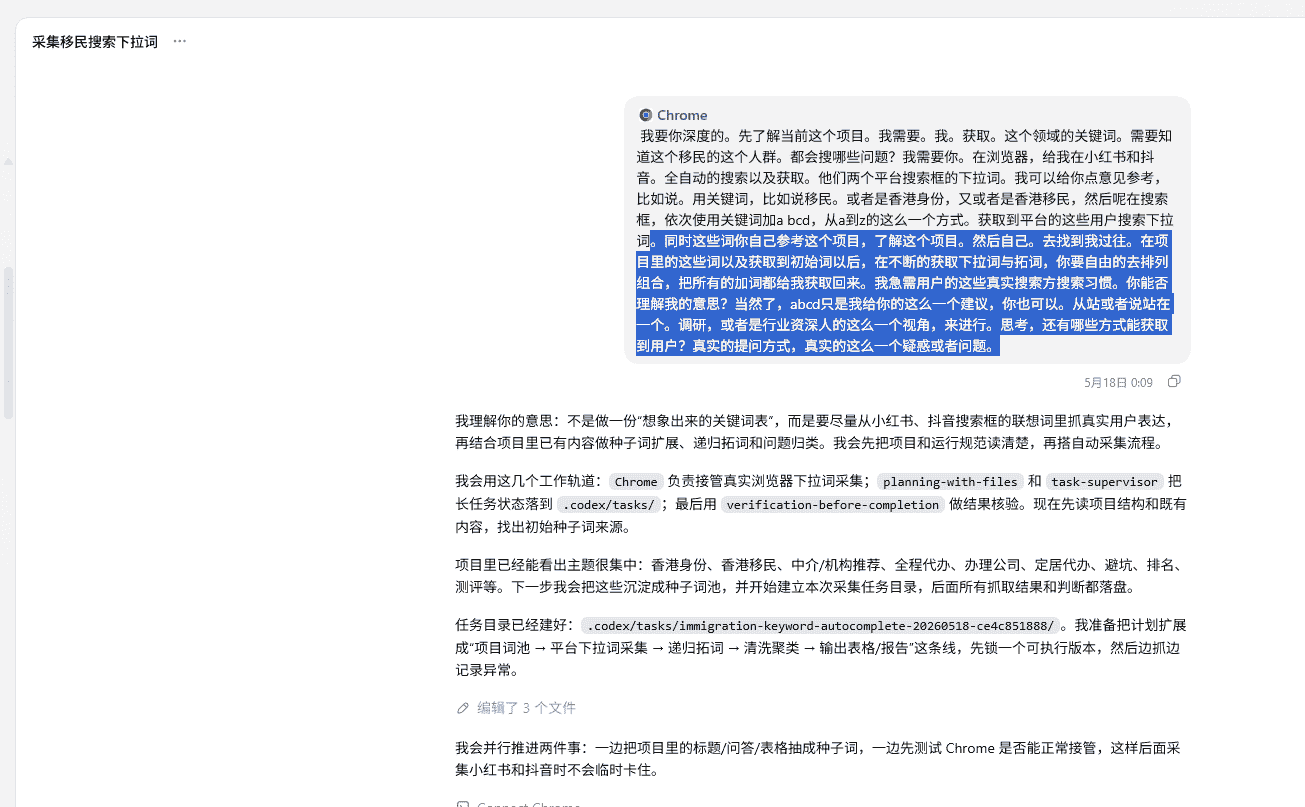 采集移民搜索下拉词 ···
Chrome
我要你深度的。先了解当前这个项目。我需要。我。获取。这个领域的关键词。需要知
道这个移民的这个人群。都会搜哪些问题？我需要你。在浏览器，给我在小红书和抖
音。全自动的搜索以及获取。他们两个平台搜索框的下拉词。我可以给你点意见参考，
比如说。用关键词，比如说移民。或者是香港身份，又或者是香港移民，然后呢在搜索
框，依次使用关键词加a bcd，从a到z的这么一个方式。获取到平台的这些用户搜索下拉
词。同时这些词你自己参考这个项目，了解这个项目。然后自己。去找到我过往。在项
目里的这些词以及获取到初始词以后，在不断的获取下拉词与拓词，你要自由的去排列
组合，把所有的加词都给我获取回来。我急需用户的这些真实搜索方搜索习惯。你能否
理解我的意思？当然了，abcd只是我给你的这么一个建议，你也可以。从站或者说站在
一个。调研，或者是行业资深人的这么一个视角，来进行。思考，还有哪些方式能获取
到用户？真实的提问方式，真实的这么一个疑惑或者问题。
5月18日 0:09
我理解你的意思：不是做一份“想象出来的关键词表”，而是要尽量从小红书、抖音搜索框的联想词里抓真实用户表达，
再结合项目里已有内容做种子词扩展、递归拓词和问题归类。我会先把项目和运行规范读清楚，再搭自动采集流程。
我会用这几个工作轨道：Chrome 负责接管真实浏览器下拉词采集；planning-with-files 和 task-supervisor 把
长任务状态落到 .codex/tasks/；最后用 verification-before-completion 做结果核验。现在先读项目结构和既有
内容，找出初始种子词来源。
项目里已经能看出主题很集中：香港身份、香港移民、中介/机构推荐、全程代办、办理公司、定居代办、避坑、排名、
测评等。下一步我会把这些沉淀成种子词池，并开始建立本次采集任务目录，后面所有抓取结果和判断都落盘。
任务目录已经建好：.codex/tasks/immigration-keyword-autocomplete-20260518-ce4c851888/。我准备把计划扩展
成“项目词池 → 平台下拉词采集 → 递归拓词 → 清洗聚类 → 输出表格/报告”这条线，先锁一个可执行版本，然后边抓边
记录异常。
编辑了 3 个文件
我会并行推进两件事：一边把项目里的标题/问答/表格抽成种子词，一边先测试 Chrome 是否能正常接管，这样后面采
集小红书和抖音时不会临时卡住。
Connect Chrome